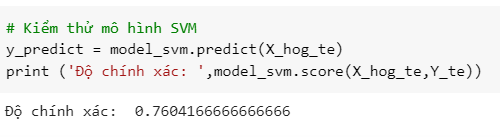 # Kiểm thử mô hình SVM
y_predict = model_svm.predict(X_hog_te)
print ('Độ chính xác: ',model_svm.score(X_hog_te,Y_te))
Độ chính xác:  0.7604166666666666